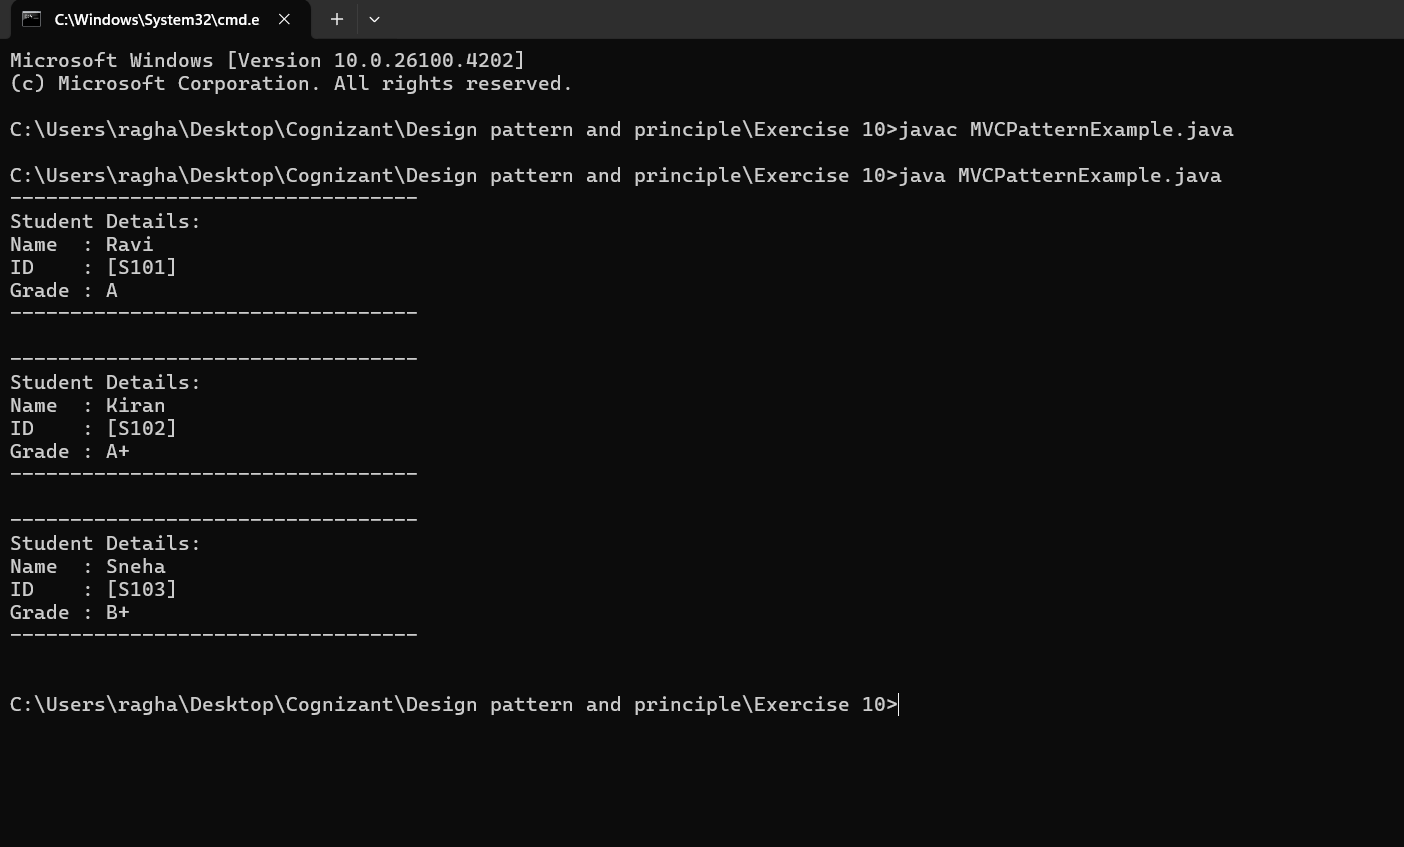 C:\Windows\System32\cmd.e
Microsoft Windows [Version 10.0.26100.4202]
(c) Microsoft Corporation. All rights reserved.
C:\Users\ragha\Desktop\Cognizant\Design pattern and principle\Exercise 10>javac MVCPatternExample.java
C:\Users\ragha\Desktop\Cognizant\Design pattern and principle\Exercise 10>java MVCPatternExample.java
----------------------------------
Student Details:
Name  : Ravi
ID    : [S101]
Grade : A
----------------------------------
----------------------------------
Student Details:
Name  : Kiran
ID    : [S102]
Grade : A+
----------------------------------
----------------------------------
Student Details:
Name  : Sneha
ID    : [S103]
Grade : B+
----------------------------------
C:\Users\ragha\Desktop\Cognizant\Design pattern and principle\Exercise 10>